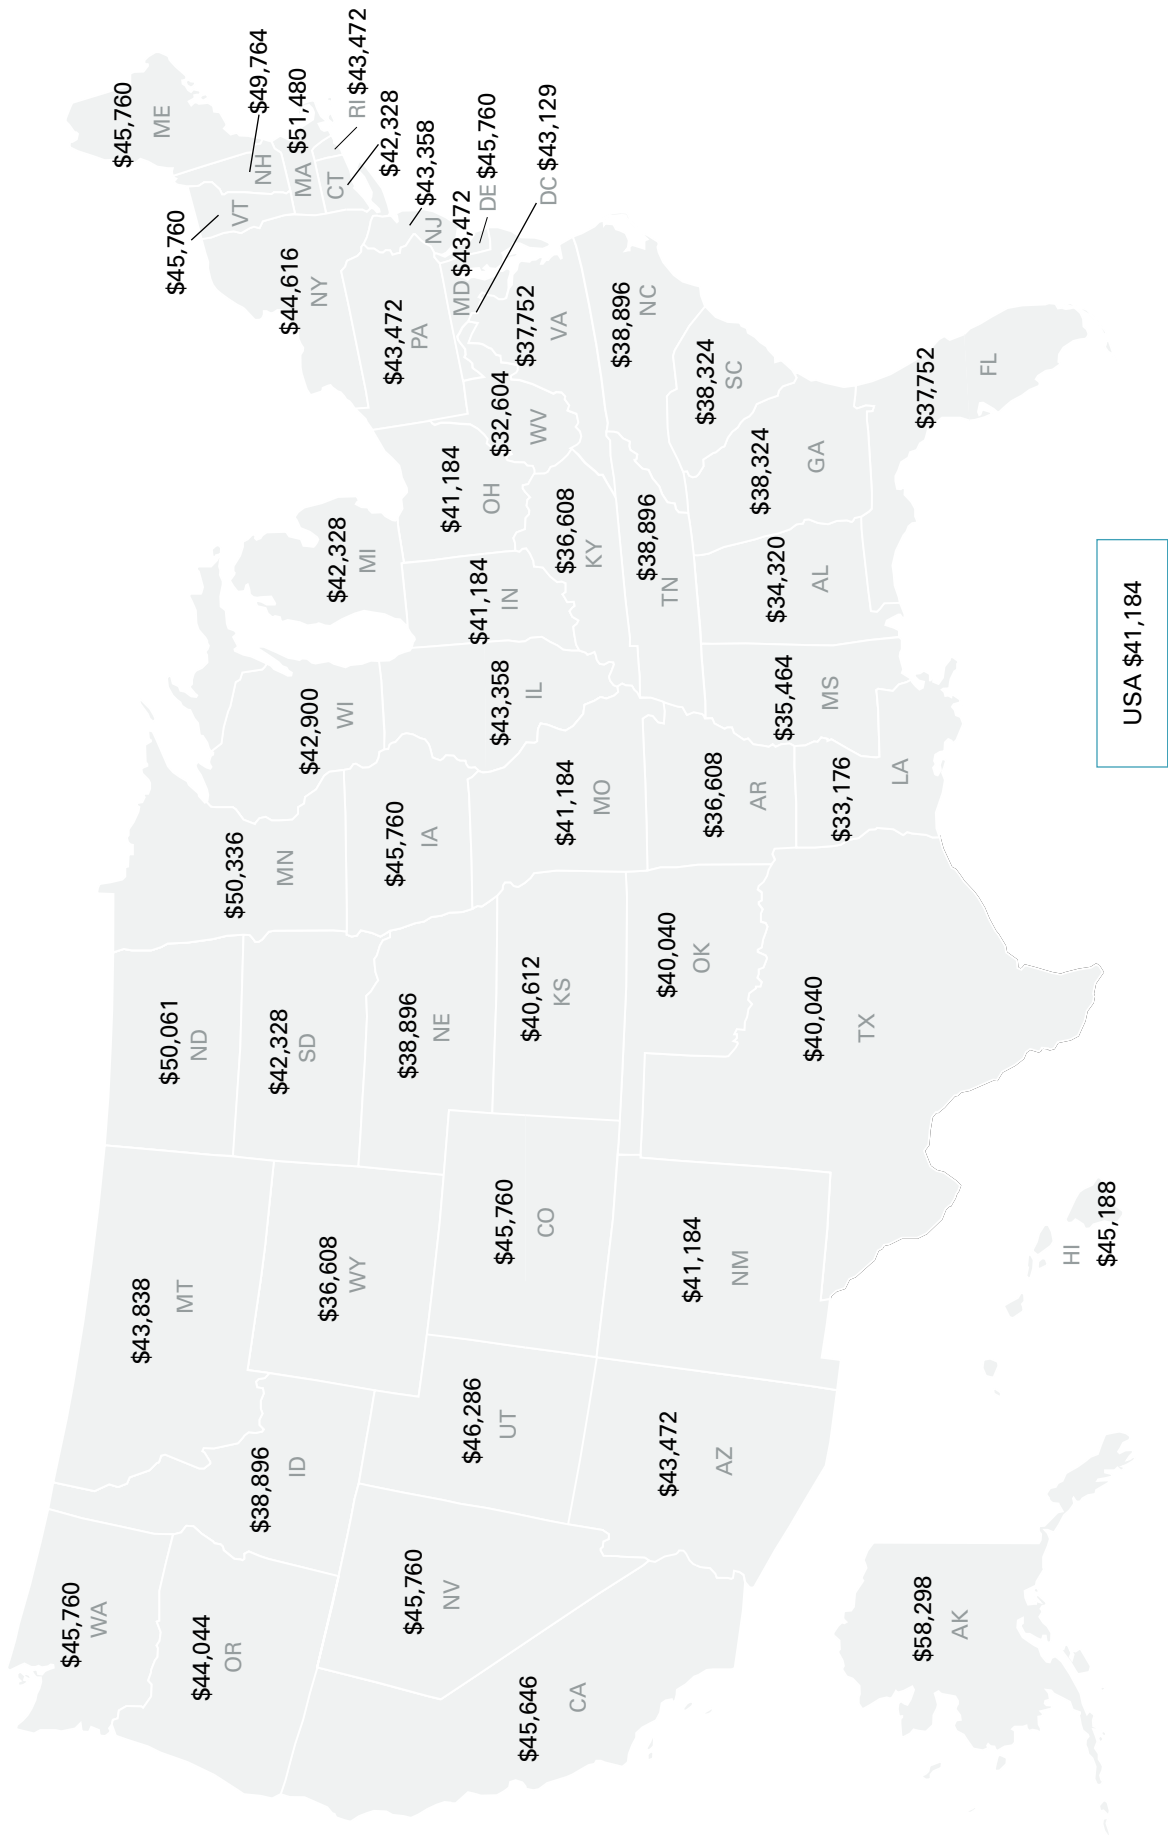 $45,760
WA
$44,044
OR
$45,646
CA
$45,760
NV
$38,896
ID
$43,838
MT
$36,608
WY
$46,286
UT
$43,472
AZ
$45,760
CO
$41,184
NM
$50,061
ND
$42,328
SD
$38,896
NE
$40,612
KS
$40,040
OK
$40,040
TX
$50,336
MN
$45,760
IA
$41,184
MO
$36,608
AR
$33,176
LA
$42,900
WI
$43,358
IL
$35,464
MS
$42,328
MI
$41,184
IN
$36,608
KY
$38,896
TN
$34,320
AL
$41,184
OH
$32,604
WV
$37,752
VA
$38,896
NC
$38,324
SC
$38,324
GA
$37,752
FL
$43,472
PA
$44,616
NY
$45,760
VT
NH
$49,764
$45,760
ME
MA $51,480
RI $43,472
CT
$42,328
NJ
$43,358
MD $43,472
DE $45,760
DC $43,129
$58,298
AK
HI
$45,188
USA $41,184